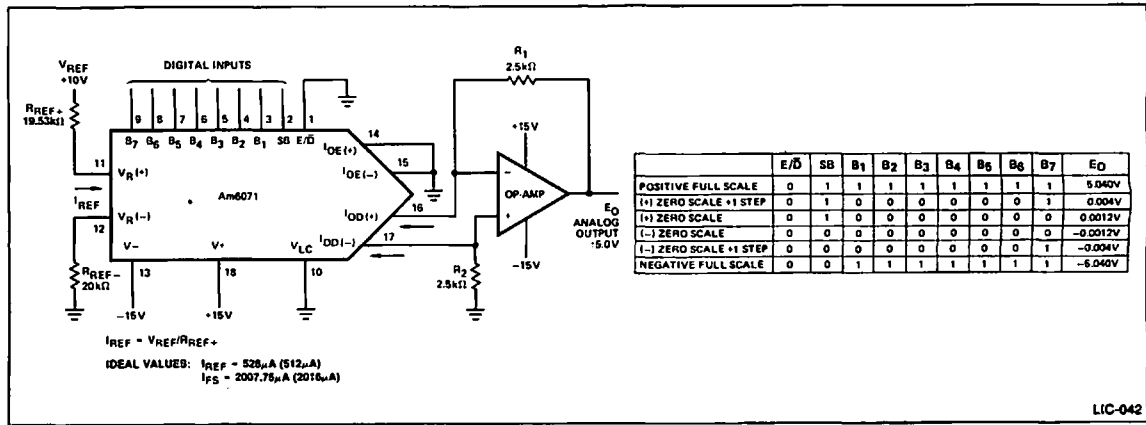 VREF
+10V
DIGITAL INPUTS
RREF+
19.53kΩ
9 8 7 6 5 4 3 2 1
B7 B6 B5 B4 B3 B2 B1 SB E/D̄
14
IOE(+)
15
IOE(-)
11
VR(+)
IREF
Am6071
12
VR(-)
IOD(+)
16
IOD(-)
17
V-
V+
VLC
13
18
10
RREF-
20kΩ
-15V
+15V
R1
2.5kΩ
+15V
OP-AMP
-15V
R2
2.5kΩ
EO
ANALOG
OUTPUT
±5.0V
IREF = VREF/RREF+
IDEAL VALUES: IREF = 528μA (512μA)
IFS = 2007.75μA (2016μA)
E/D̄ SB B1 B2 B3 B4 B5 B6 B7 EO
POSITIVE FULL SCALE 0 1 1 1 1 1 1 1 1 5.040V
(+) ZERO SCALE +1 STEP 0 1 0 0 0 0 0 0 1 0.004V
(+) ZERO SCALE 0 1 0 0 0 0 0 0 0 0.0012V
(-) ZERO SCALE 0 0 0 0 0 0 0 0 0 -0.0012V
(-) ZERO SCALE +1 STEP 0 0 0 0 0 0 0 0 1 -0.004V
NEGATIVE FULL SCALE 0 0 1 1 1 1 1 1 1 -5.040V
LIC-042